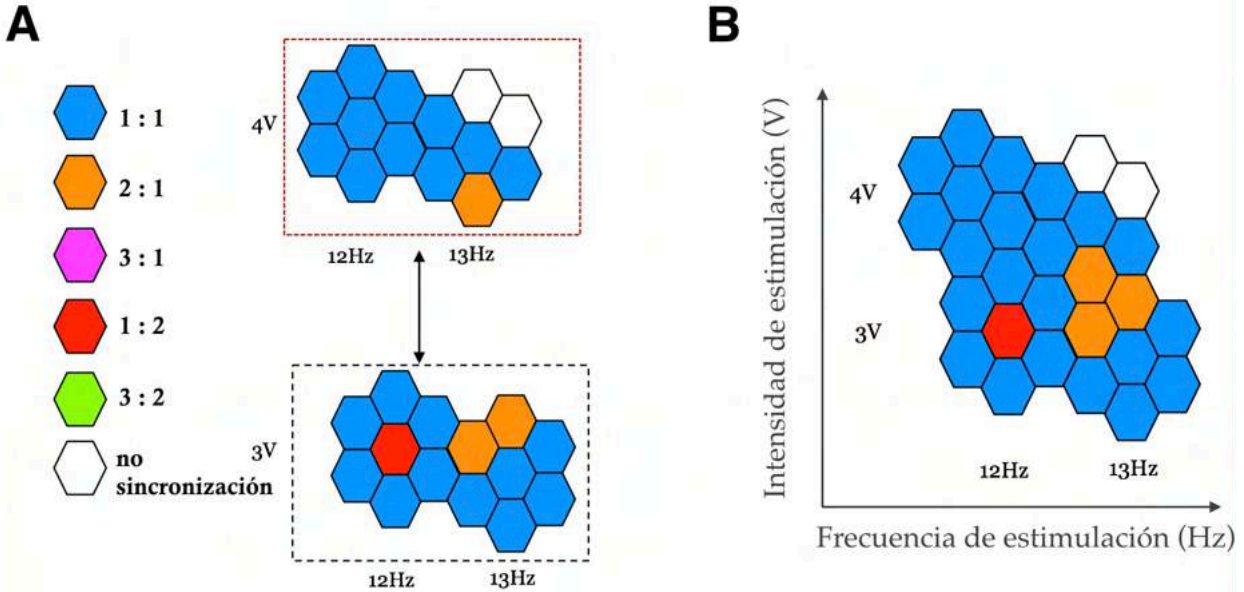 A
1 : 1
2 : 1
3 : 1
1 : 2
3 : 2
no
sincronización
4V
12Hz
13Hz
3V
12Hz
13Hz
B
Intensidad de estimulación (V)
4V
3V
12Hz
13Hz
Frecuencia de estimulación (Hz)